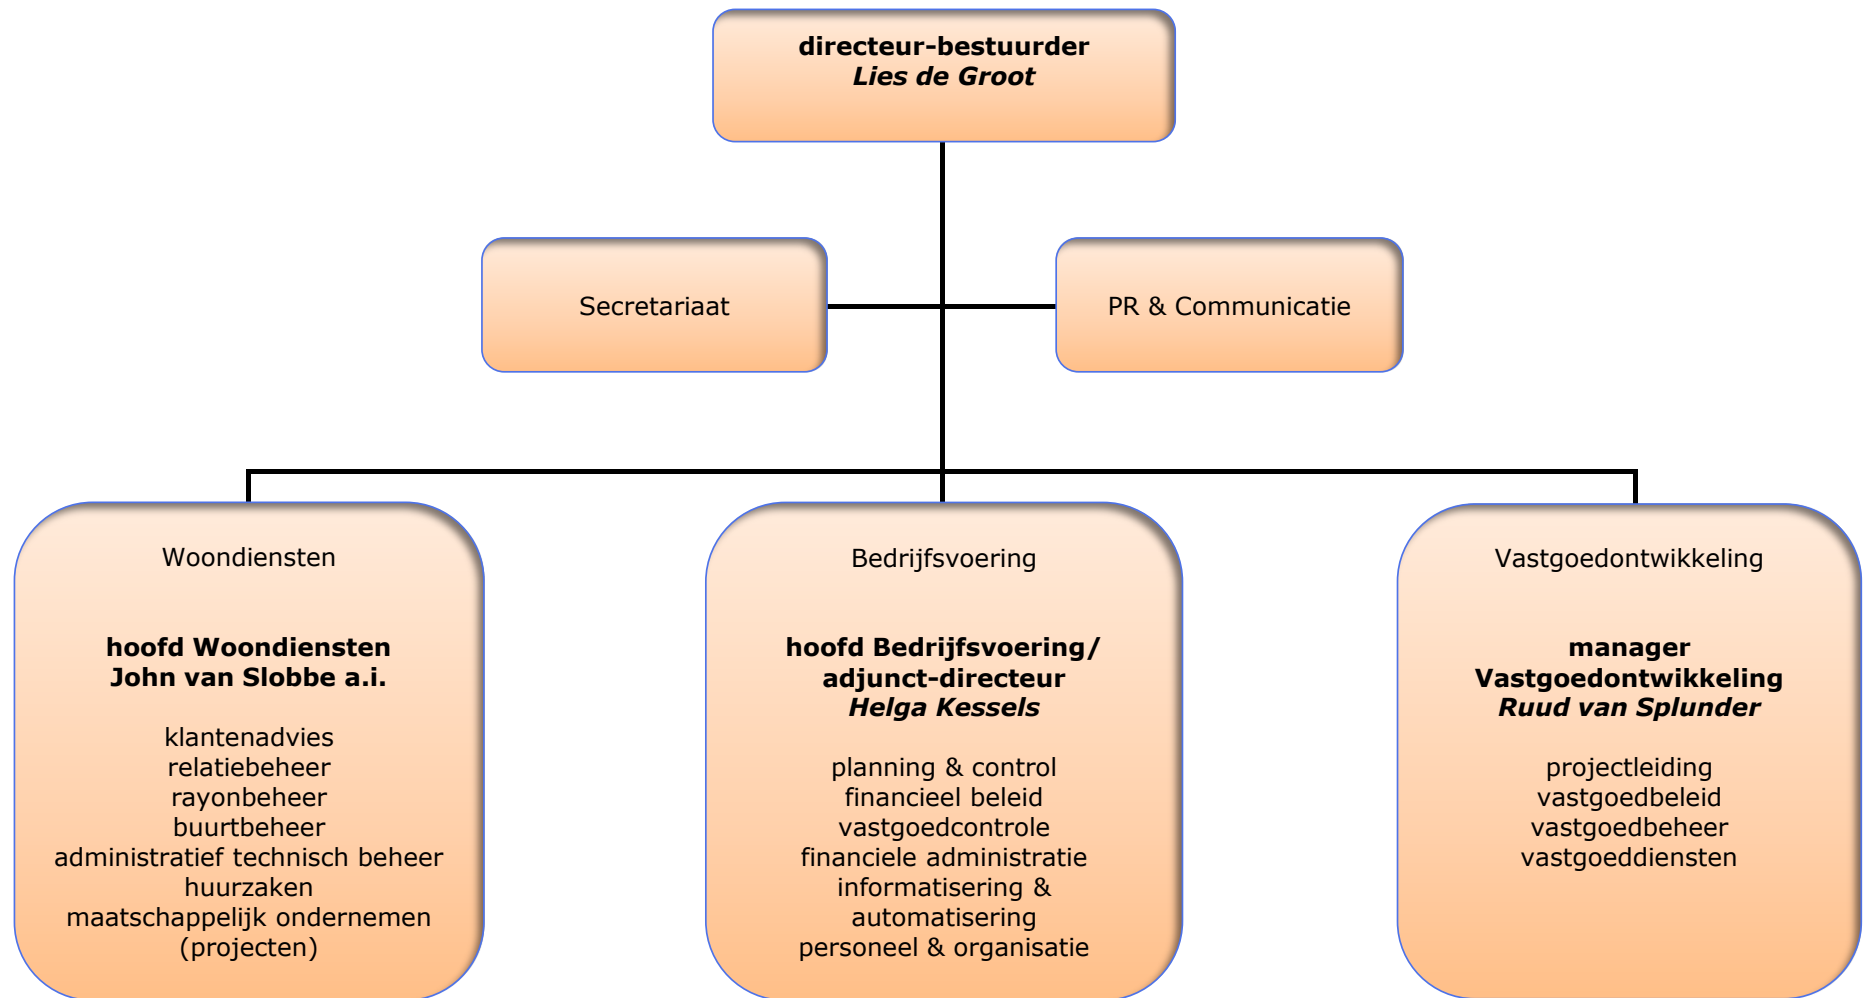 directeur-bestuurder
Lies de Groot
Secretariaat
PR & Communicatie
Woondiensten
hoofd Woondiensten
John van Slobbe a.i.
klantenadvies
relatiebeheer
rayonbeheer
buurtbeheer
administratief technisch beheer
huurzaken
maatschappelijk ondernemen
(projecten)
Bedrijfsvoering
hoofd Bedrijfsvoering/
adjunct-directeur
Helga Kessels
planning & control
financieel beleid
vastgoedcontrole
financiele administratie
informatisering &
automatisering
personeel & organisatie
Vastgoedontwikkeling
manager
Vastgoedontwikkeling
Ruud van Splunder
projectleiding
vastgoedbeleid
vastgoedbeheer
vastgoeddiensten